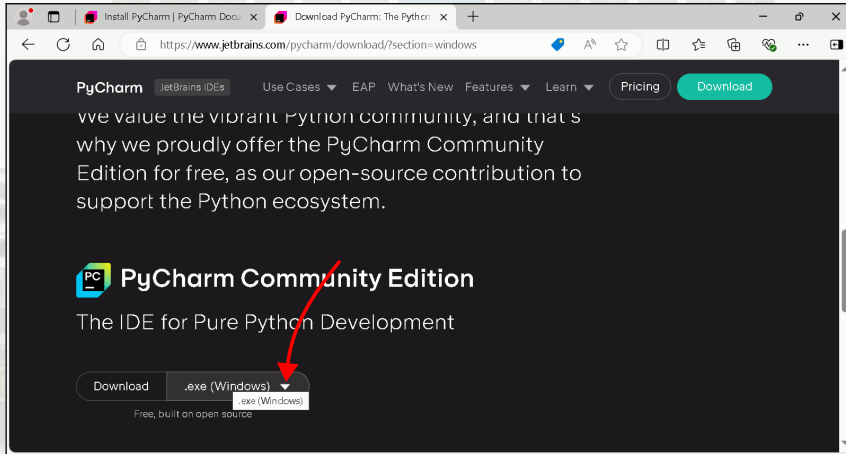 Install PyCharm | PyCharm Docu
Download PyCharm: The Python
https://www.jetbrains.com/pycharm/download/?section=windows
PyCharm JetBrains IDEs Use Cases EAP What's New Features Learn Pricing Download
We value the vibrant Python community, and that's
why we proudly offer the PyCharm Community
Edition for free, as our open-source contribution to
support the Python ecosystem.
PC PyCharm Community Edition
The IDE for Pure Python Development
Download .exe (Windows)
.exe (Windows)
Free, built on open source